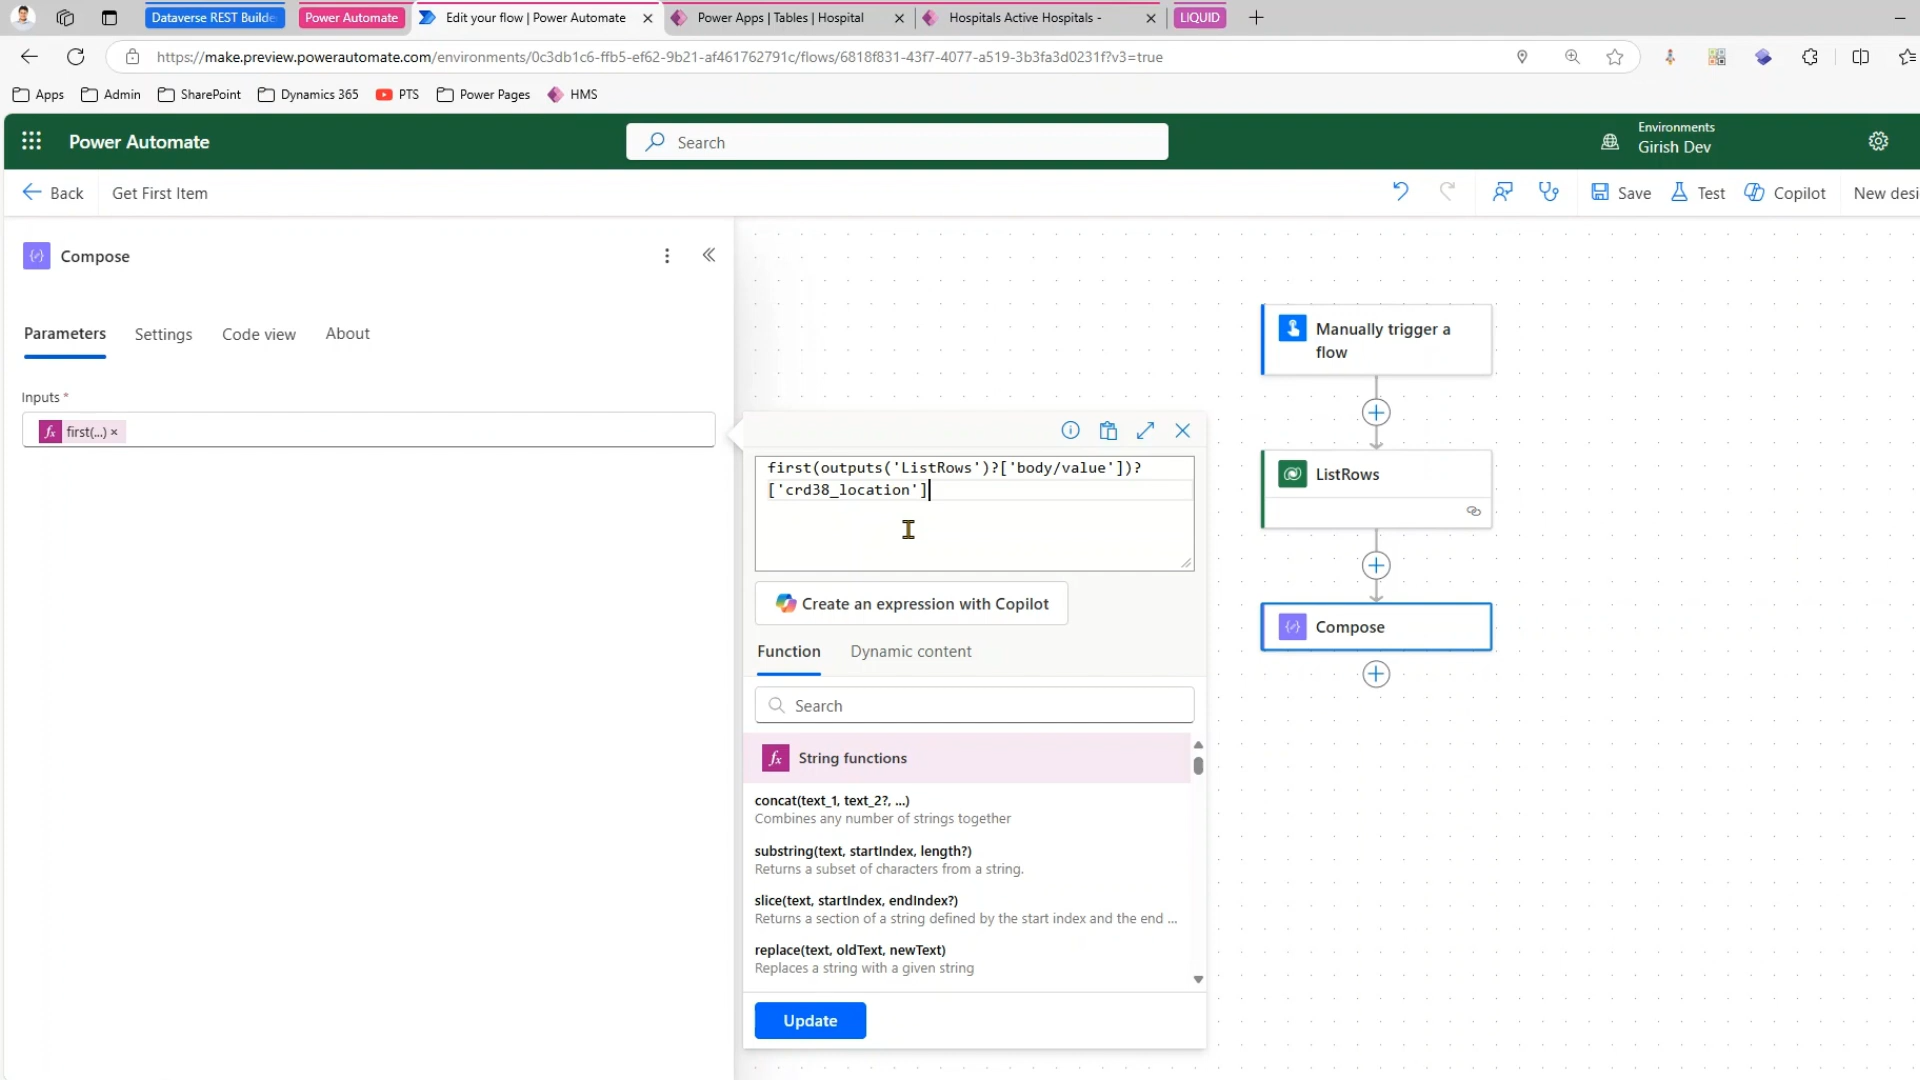 Dataverse REST Builde
Power Automate
Edit your flow | Power Automate
Power Apps | Tables | Hospital
Hospitals Active Hospitals -
LIQUID
https://make.preview.powerautomate.com/environments/0c3db1c6-ffb5-ef62-9b21-af461762791c/flows/6818f831-43f7-4077-a519-3b3fa3d0231f?v3=true
Apps
Admin
SharePoint
Dynamics 365
PTS
Power Pages
HMS
Power Automate
Search
Environments
Girish Dev
Back
Get First Item
Save
Test
Copilot
New desi
Compose
Parameters
Settings
Code view
About
Inputs *
fx first(...) ×
first(outputs('ListRows')?['body/value'])?
['crd38_location']
Create an expression with Copilot
Function
Dynamic content
Search
fx String functions
concat(text_1, text_2?, ...)
Combines any number of strings together
substring(text, startIndex, length?)
Returns a subset of characters from a string.
slice(text, startIndex, endIndex?)
Returns a section of a string defined by the start index and the end ...
replace(text, oldText, newText)
Replaces a string with a given string
Update
Manually trigger a
flow
ListRows
Compose